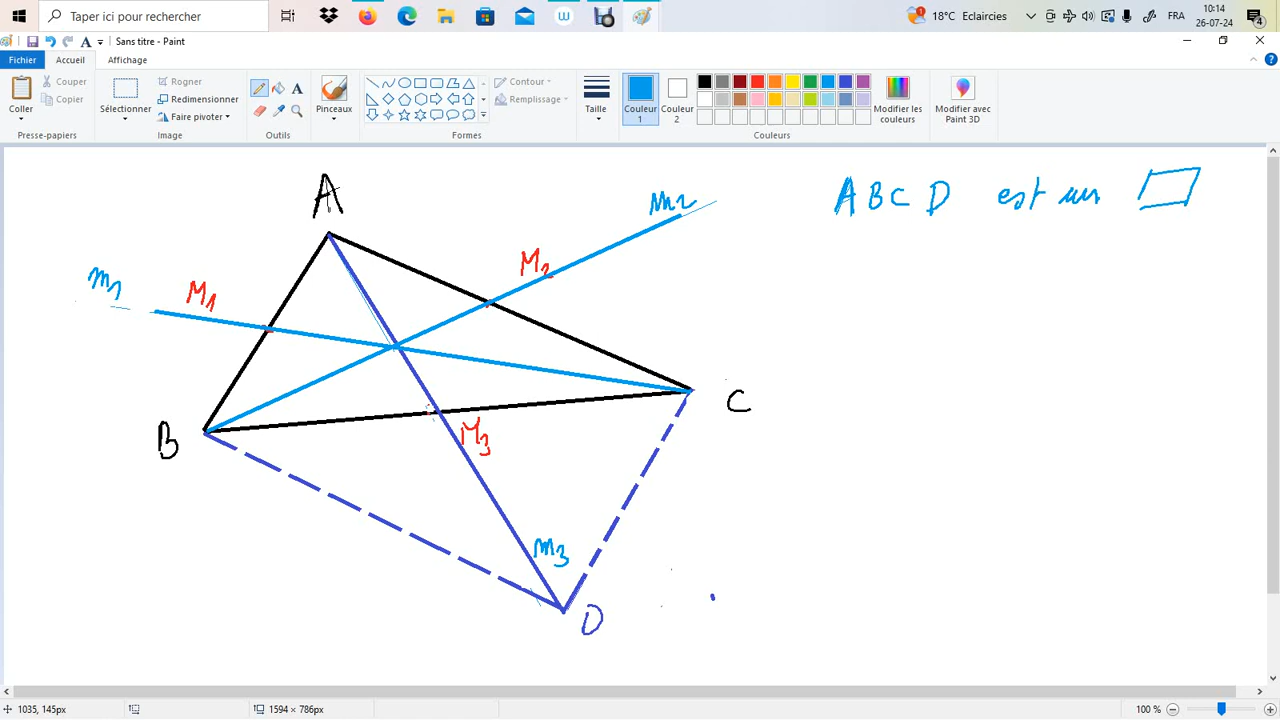 Taper ici pour rechercher
18°C Eclaircies
FRA
10:14
26-07-24
4
Sans titre - Paint
Fichier Accueil Affichage
Coller
Couper
Copier
Presse-papiers
Sélectionner
Rogner
Redimensionner
Faire pivoter
Image
A
Outils
Pinceaux
Contour
Remplissage
Formes
Taille
Couleur 1
Couleur 2
Modifier les couleurs
Couleurs
Modifier avec Paint 3D
A
m2
ABCD est un
M2
m1
M1
C
B
M3
m3
D
1035, 145px
1594 × 786px
100 %